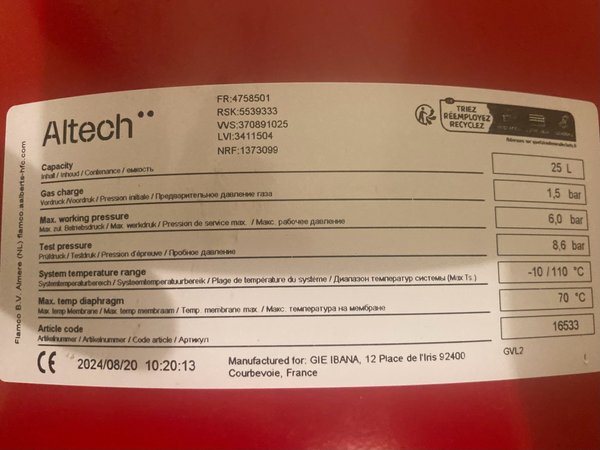 Altech
FR:4758501
RSK:5539333
VVS:370891025
LVI:3411504
NRF:1373099
TRIEZ
RÉEMPLOYEZ
RECYCLEZ
Capacity
Inhalt / Inhoud / Contenance / емкость
25 L
Gas charge
Vordruck /Voordruk / Pression initiale / Предварительное давление газа
1,5 bar
Max. working pressure
Max. zul. Betriebsdruck / Max. werkdruk / Pression de service max. / Макс. рабочее давление
6,0 bar
Test pressure
Prüfdruck / Testdruk / Pression d'épreuve / Пробное давление
8,6 bar
System temperature range
Systemtemperaturbereich / Systeemtemperatuurbereik / Plage de température du système / Диапазон температур системы (Max Ts.)
-10 / 110 °C
Max. temp diaphragm
Max. temp Membrane / Max. temp membraam / Temp. membrane max. / Макс. температура на мембране
70 °C
Article code
Artikelnummer / Artikelnummer / Code article / Артикул
16533
GVL2
CE 2024/08/20 10:20:13
Manufactured for: GIE IBANA, 12 Place de l'Iris 92400
Courbevoie, France
Flamco B.V. Almere (NL) flamco.aalberts-hfc.com